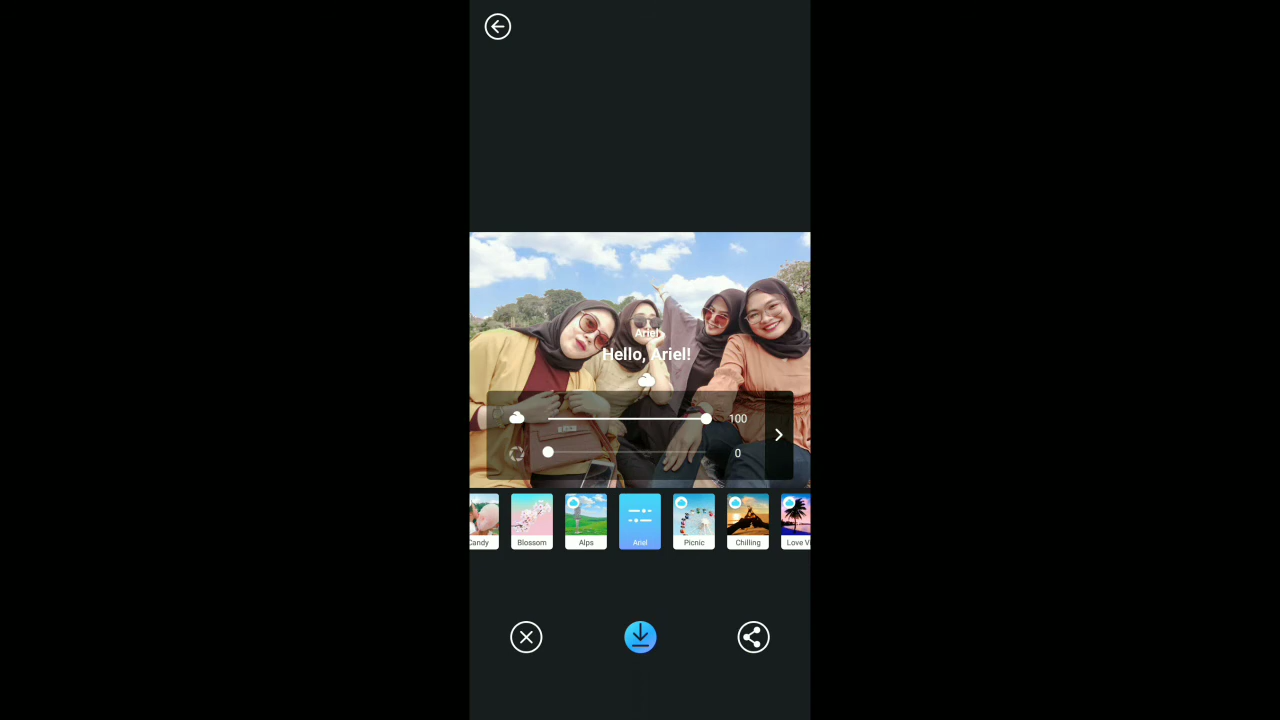 Ariel
Hello, Ariel!
100
0
Candy
Blossom
Alps
Ariel
Picnic
Chilling
Love V